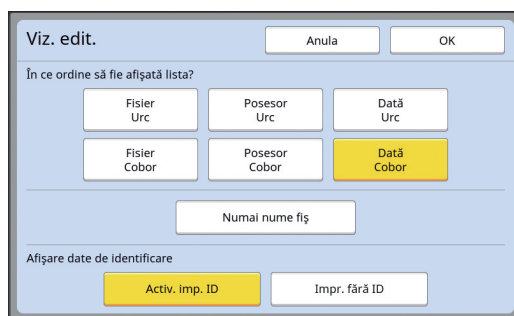 Viz. edit.
Anula
OK
În ce ordine să fie afişată lista?
Fisier
Urc
Posesor
Urc
Dată
Urc
Fisier
Cobor
Posesor
Cobor
Dată
Cobor
Numai nume fiş
Afişare date de identificare
Activ. imp. ID
Impr. fără ID